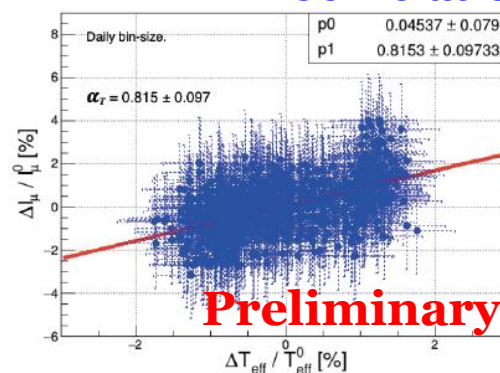 p0 0.04537 ± 0.079
p1 0.8153 ± 0.09733
Daily bin-size.
α_T = 0.815 ± 0.097
ΔI_μ / I_μ^0 [%]
8
6
4
2
0
−2
−4
−6
Preliminary
−2
0
2
ΔT_eff / T_eff^0 [%]